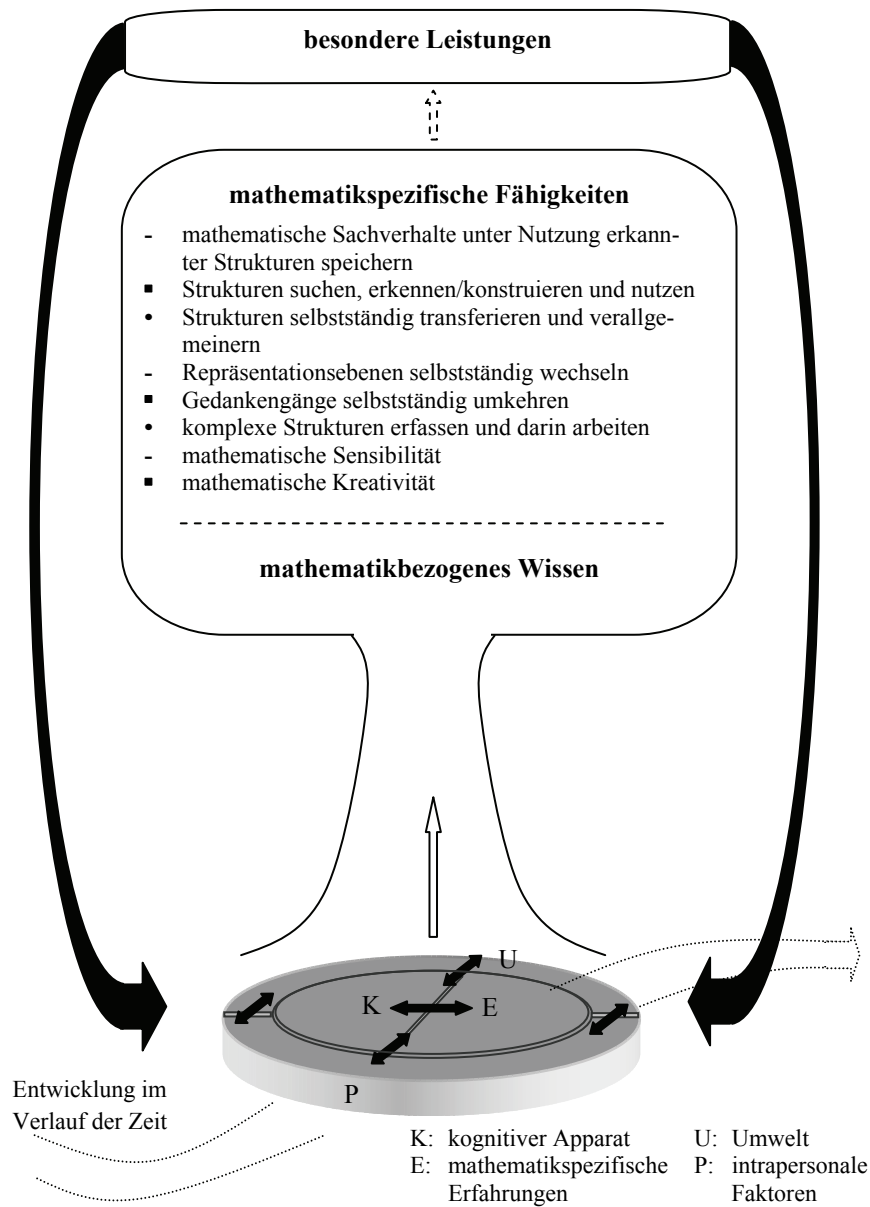 besondere Leistungen
mathematikspezifische Fähigkeiten
- mathematische Sachverhalte unter Nutzung erkann-
ter Strukturen speichern
▪ Strukturen suchen, erkennen/konstruieren und nutzen
• Strukturen selbstständig transferieren und verallge-
meinern
- Repräsentationsebenen selbstständig wechseln
▪ Gedankengänge selbstständig umkehren
• komplexe Strukturen erfassen und darin arbeiten
- mathematische Sensibilität
▪ mathematische Kreativität
mathematikbezogenes Wissen
U
K E
P
Entwicklung im
Verlauf der Zeit
K: kognitiver Apparat
E: mathematikspezifische
Erfahrungen
U: Umwelt
P: intrapersonale
Faktoren